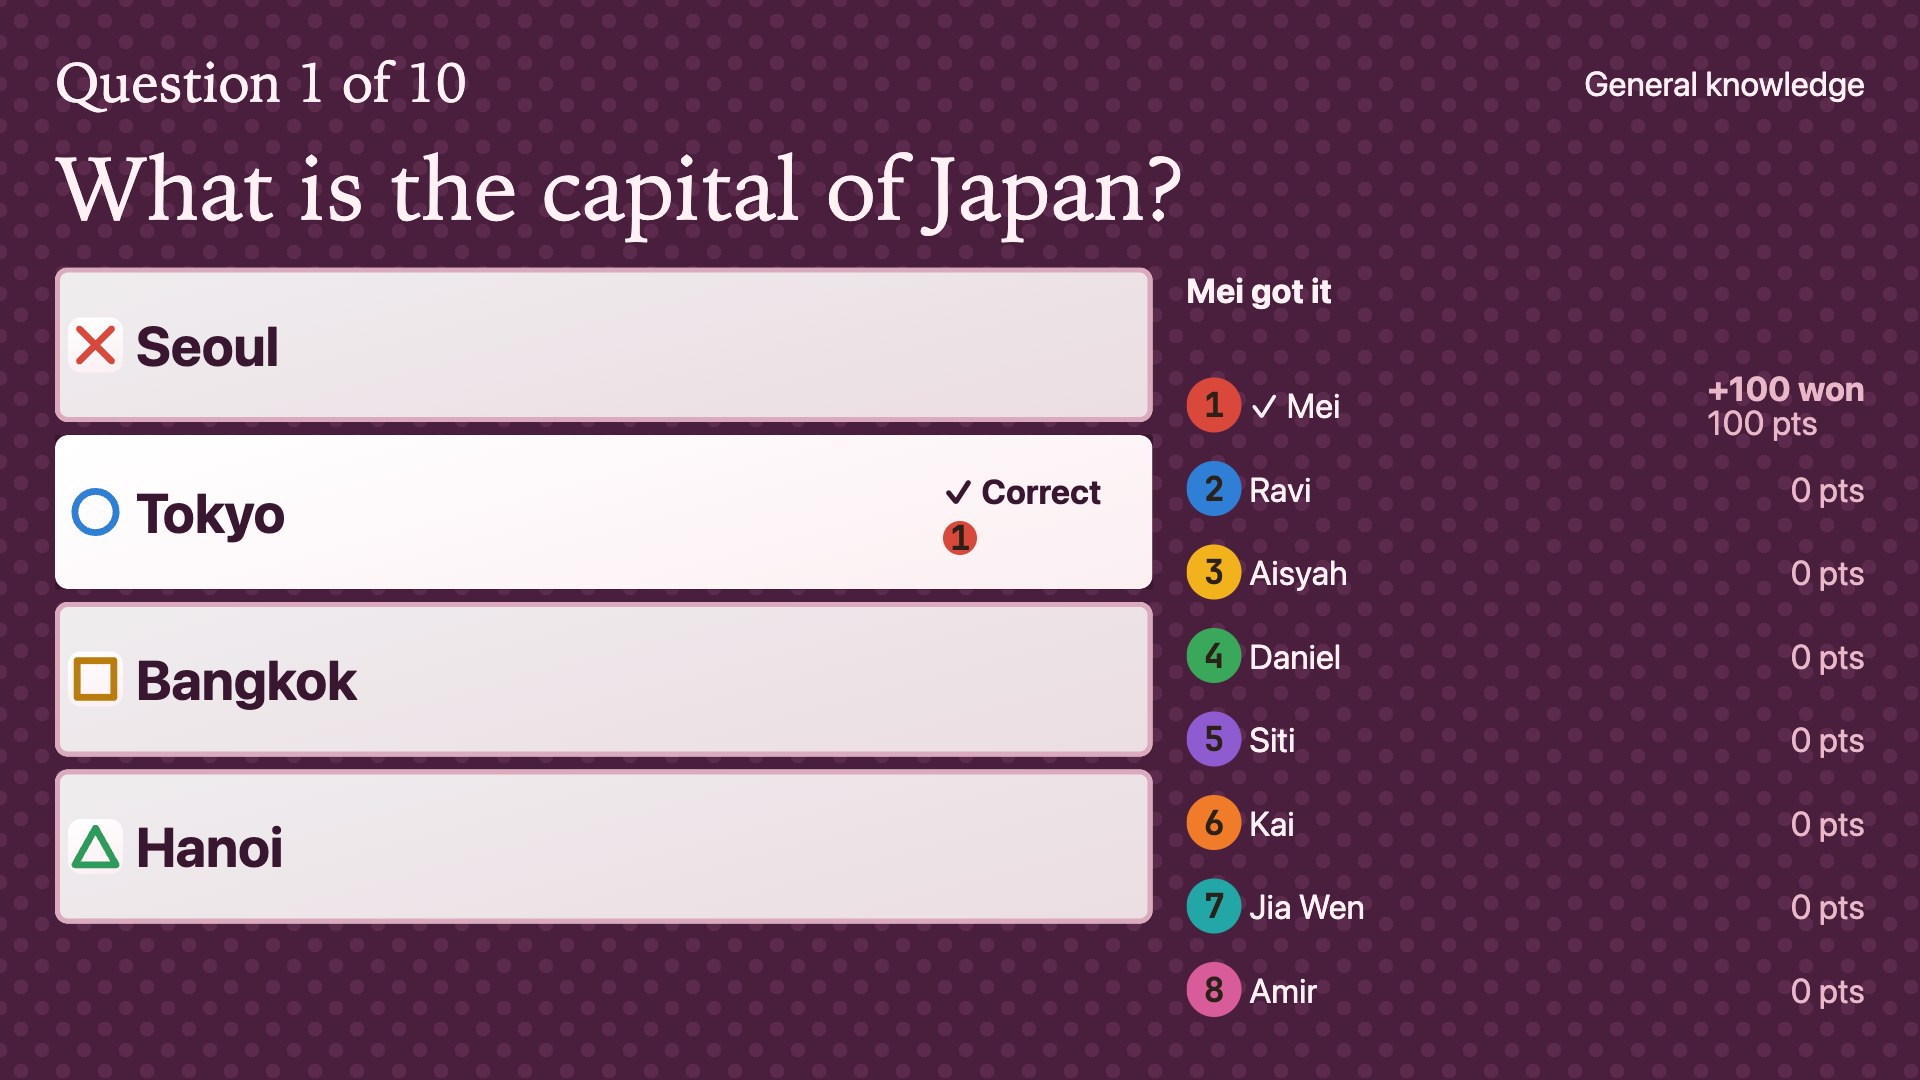 Question 1 of 10
General knowledge
What is the capital of Japan?
Seoul
Tokyo
✓ Correct
1
Bangkok
Hanoi
Mei got it
1 ✓ Mei +100 won
100 pts
2 Ravi 0 pts
3 Aisyah 0 pts
4 Daniel 0 pts
5 Siti 0 pts
6 Kai 0 pts
7 Jia Wen 0 pts
8 Amir 0 pts